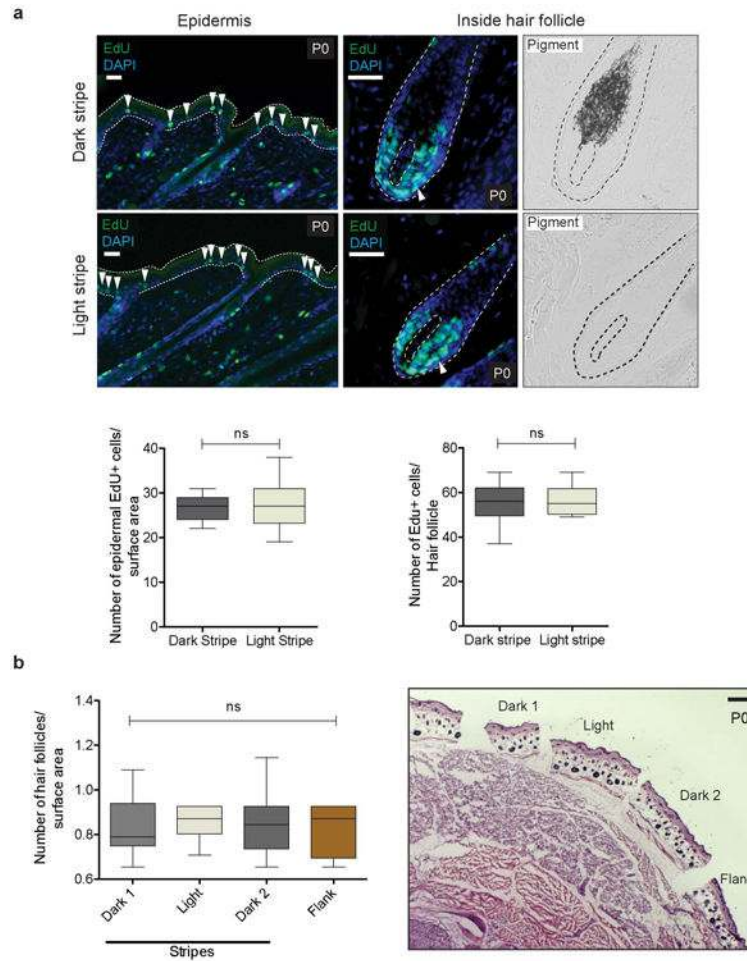 a
Epidermis
Inside hair follicle
Dark stripe
EdU
DAPI
P0
EdU
DAPI
P0
Pigment
Light stripe
EdU
DAPI
P0
EdU
DAPI
P0
Pigment
Number of epidermal EdU+ cells/
surface area
40
30
20
10
0
ns
Dark Stripe
Light Stripe
Number of Edu+ cells/
Hair follicle
80
60
40
20
0
ns
Dark stripe
Light stripe
b
Number of hair follicles/
surface area
1.4
1.2
1.0
0.8
0.6
ns
Dark 1
Light
Dark 2
Flank
Stripes
Dark 1
Light
Dark 2
Flank
P0